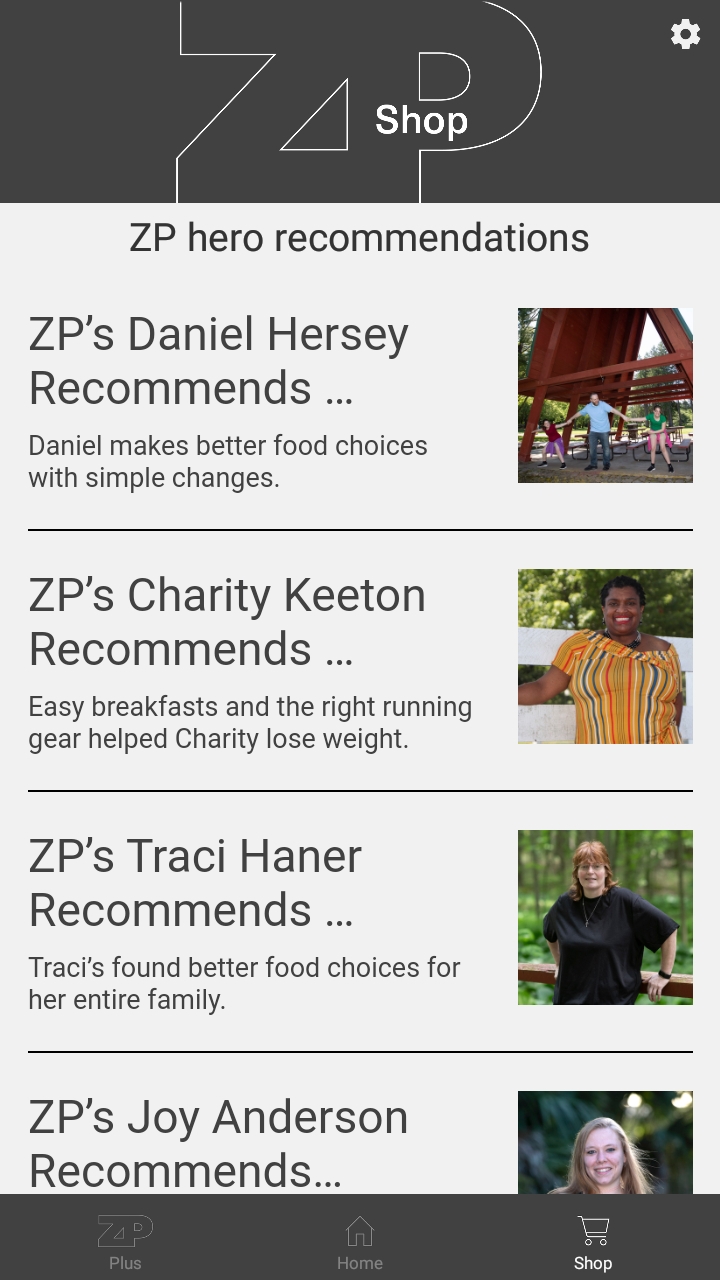 ZP
Shop
ZP hero recommendations
ZP’s Daniel Hersey
Recommends ...
Daniel makes better food choices
with simple changes.
ZP’s Charity Keeton
Recommends ...
Easy breakfasts and the right running
gear helped Charity lose weight.
ZP’s Traci Haner
Recommends ...
Traci’s found better food choices for
her entire family.
ZP’s Joy Anderson
Recommends...
ZP
Plus
Home
Shop